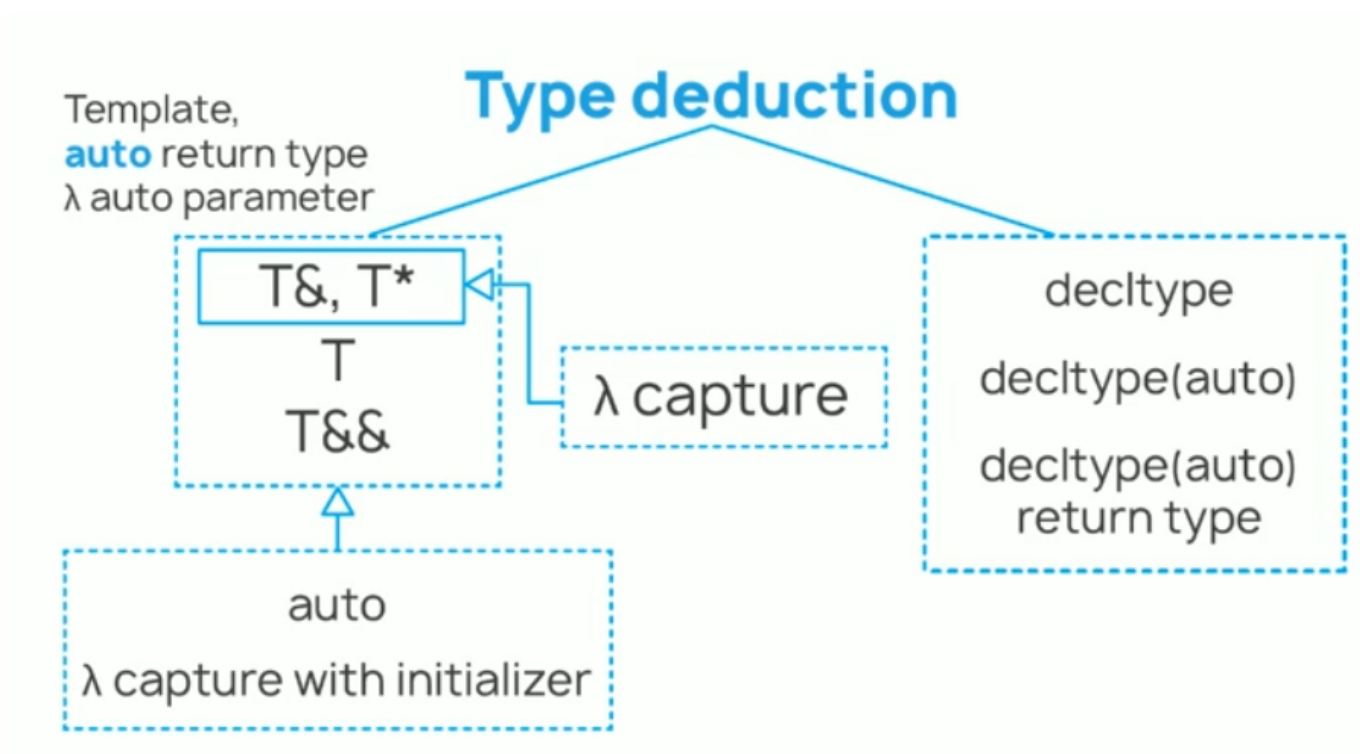 Type deduction
Template,
auto return type
λ auto parameter
T&, T*
T
T&&
λ capture
decltype
decltype(auto)
decltype(auto)
return type
auto
λ capture with initializer